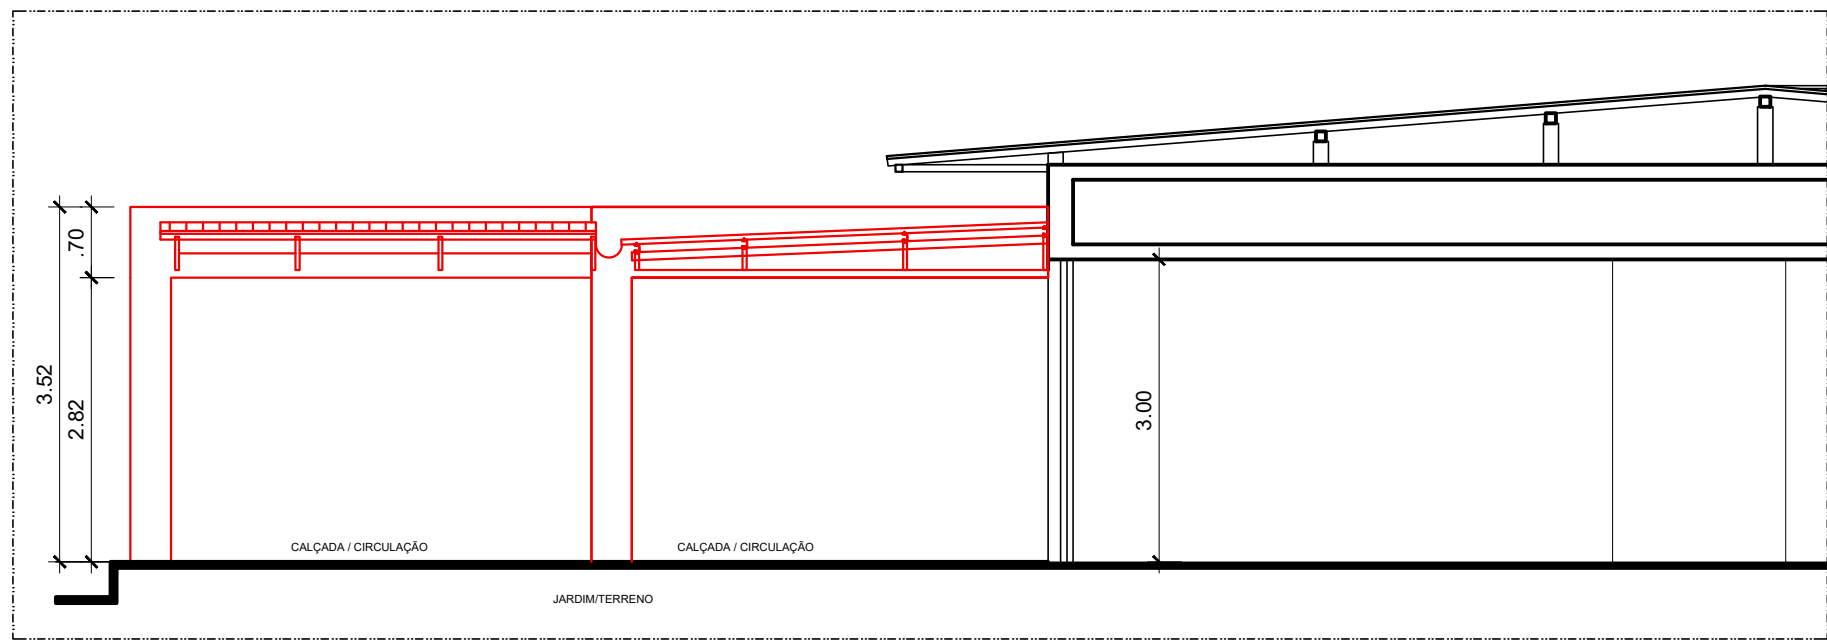 .70
3.52
2.82
3.00
CALÇADA / CIRCULAÇÃO
CALÇADA / CIRCULAÇÃO
JARDIM/TERRENO